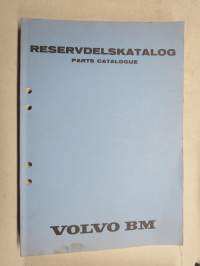 RESERVDELSKATALOG
PARTS CATALOGUE
VOLVO BM